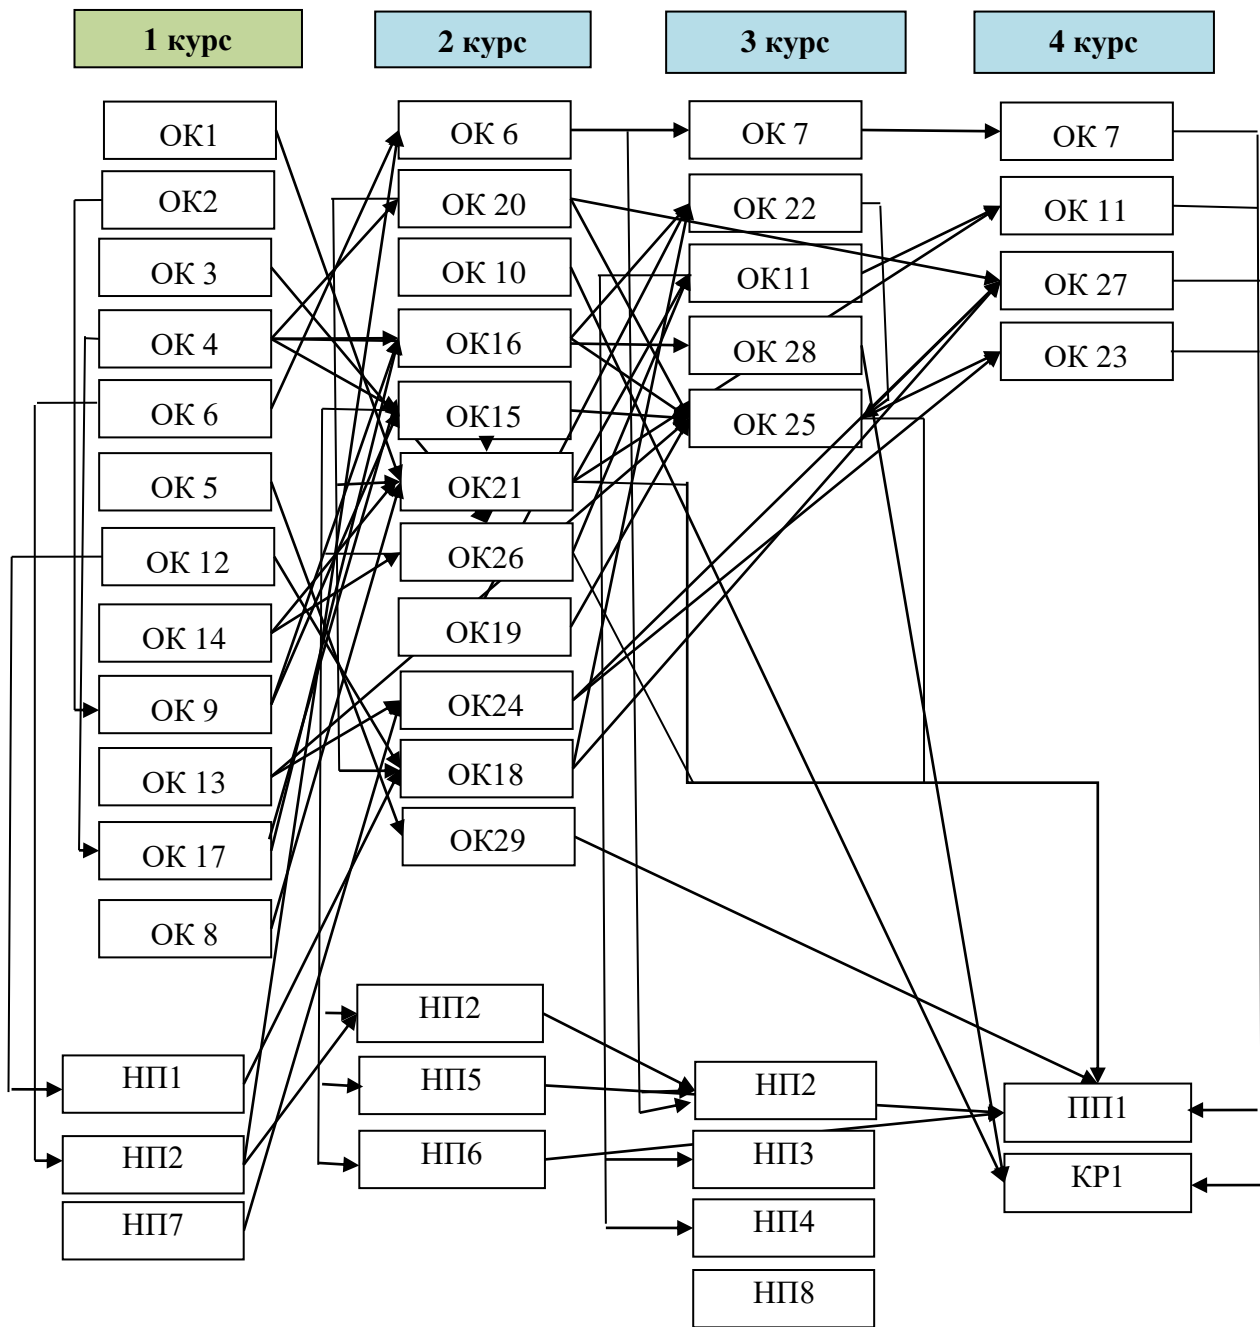 1 курс
2 курс
3 курс
4 курс
ОК1
ОК 6
ОК 7
ОК 7
ОК2
ОК 20
ОК 22
ОК 11
ОК 3
ОК 10
ОК11
ОК 27
ОК 4
ОК16
ОК 28
ОК 23
ОК 6
ОК15
ОК 25
ОК 5
ОК21
ОК 12
ОК26
ОК 14
ОК19
ОК 9
ОК24
ОК 13
ОК18
ОК 17
ОК29
ОК 8
НП2
НП1
НП5
НП2
ПП1
НП2
НП6
НП3
КР1
НП7
НП4
НП8